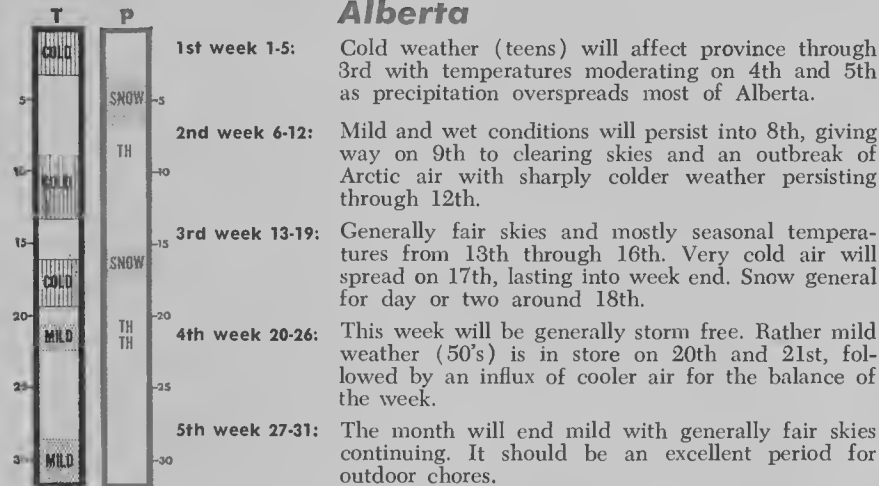 Alberta
T P
COLD
5 SNOW 5
TH
10 COLD 10
15 15
SNOW
COLD
20 20
MILD TH
TH
25 25
30 MILD 30
1st week 1-5: Cold weather (teens) will affect province through
3rd with temperatures moderating on 4th and 5th
as precipitation overspreads most of Alberta.
2nd week 6-12: Mild and wet conditions will persist into 8th, giving
way on 9th to clearing skies and an outbreak of
Arctic air with sharply colder weather persisting
through 12th.
3rd week 13-19: Generally fair skies and mostly seasonal tempera-
tures from 13th through 16th. Very cold air will
spread on 17th, lasting into week end. Snow general
for day or two around 18th.
4th week 20-26: This week will be generally storm free. Rather mild
weather (50's) is in store on 20th and 21st, fol-
lowed by an influx of cooler air for the balance of
the week.
5th week 27-31: The month will end mild with generally fair skies
continuing. It should be an excellent period for
outdoor chores.